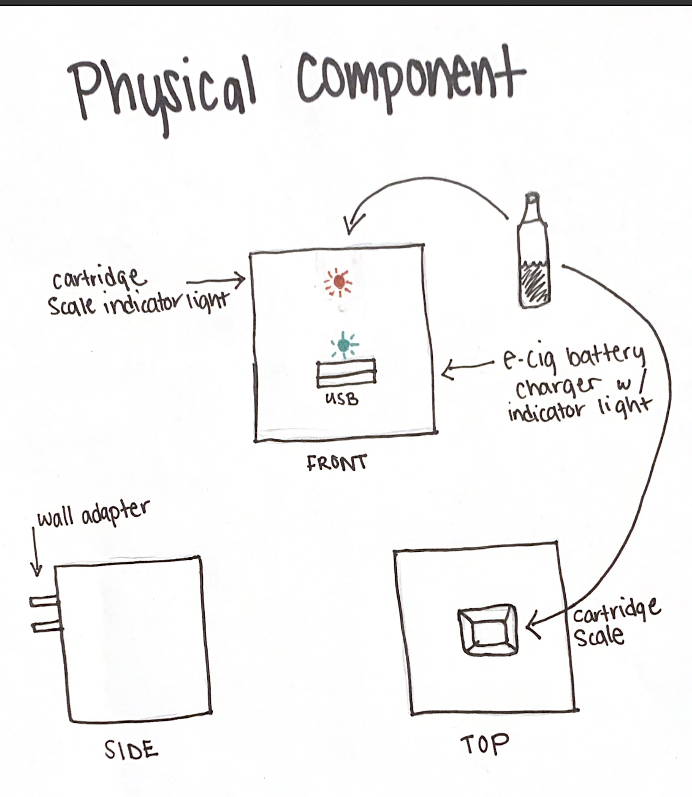 Physical Component
cartridge
Scale indicator light
e-cig battery
charger w/
indicator light
USB
FRONT
wall adapter
cartridge
Scale
SIDE
TOP